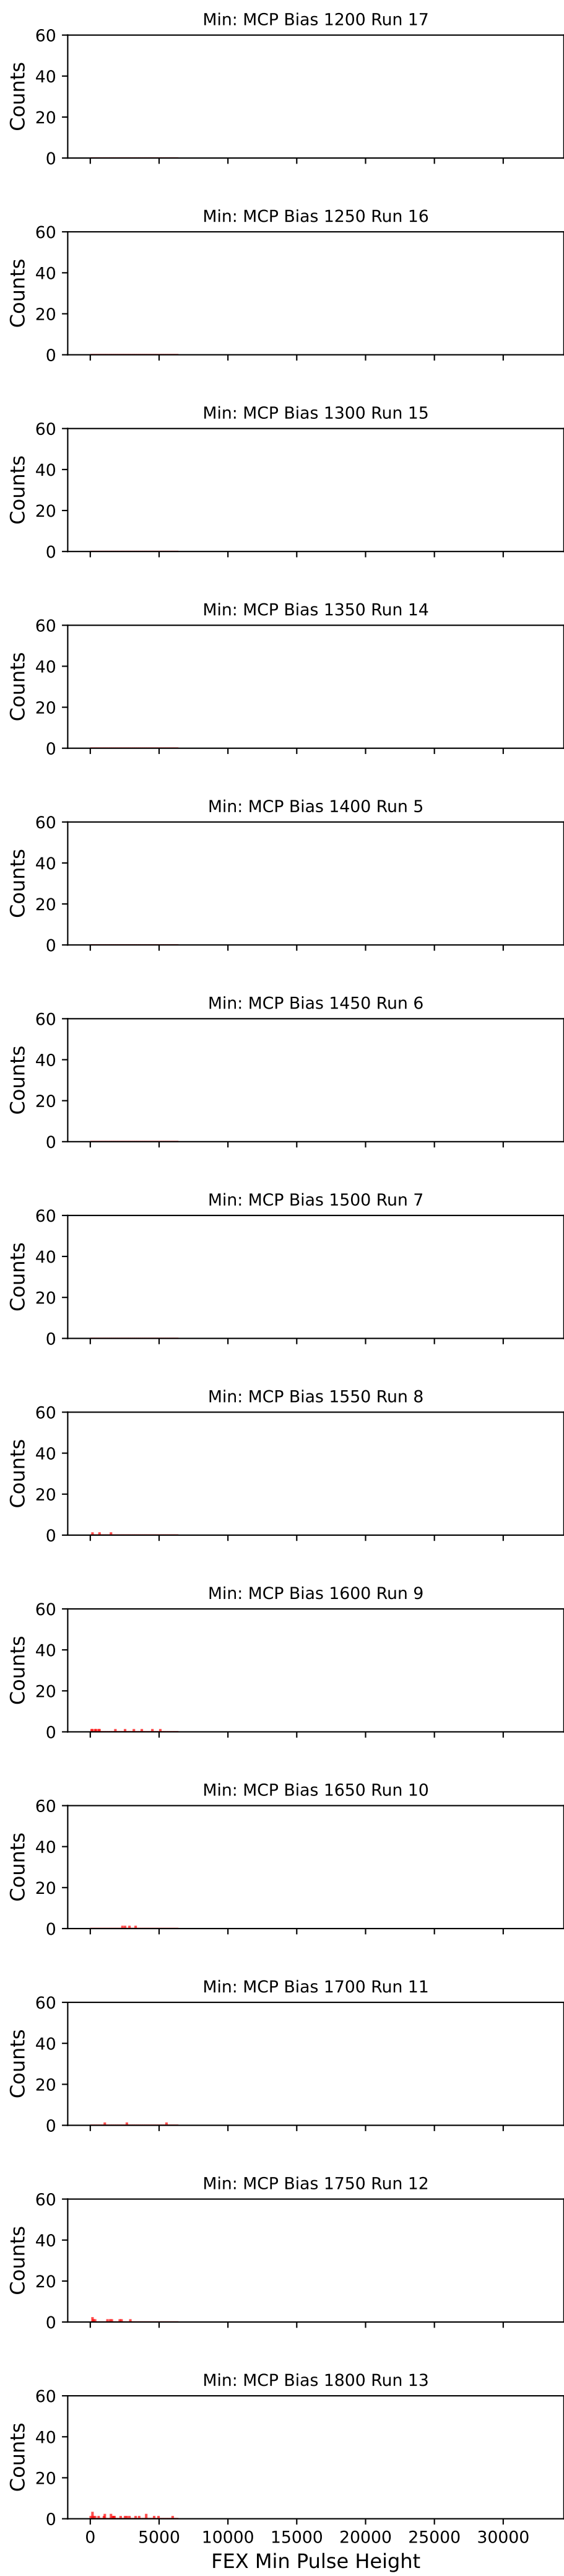 Min: MCP Bias 1200 Run 17
60
40
20
0
Counts
Min: MCP Bias 1250 Run 16
60
40
20
0
Counts
Min: MCP Bias 1300 Run 15
60
40
20
0
Counts
Min: MCP Bias 1350 Run 14
60
40
20
0
Counts
Min: MCP Bias 1400 Run 5
60
40
20
0
Counts
Min: MCP Bias 1450 Run 6
60
40
20
0
Counts
Min: MCP Bias 1500 Run 7
60
40
20
0
Counts
Min: MCP Bias 1550 Run 8
60
40
20
0
Counts
Min: MCP Bias 1600 Run 9
60
40
20
0
Counts
Min: MCP Bias 1650 Run 10
60
40
20
0
Counts
Min: MCP Bias 1700 Run 11
60
40
20
0
Counts
Min: MCP Bias 1750 Run 12
60
40
20
0
Counts
Min: MCP Bias 1800 Run 13
60
40
20
0
Counts
0 5000 10000 15000 20000 25000 30000
FEX Min Pulse Height